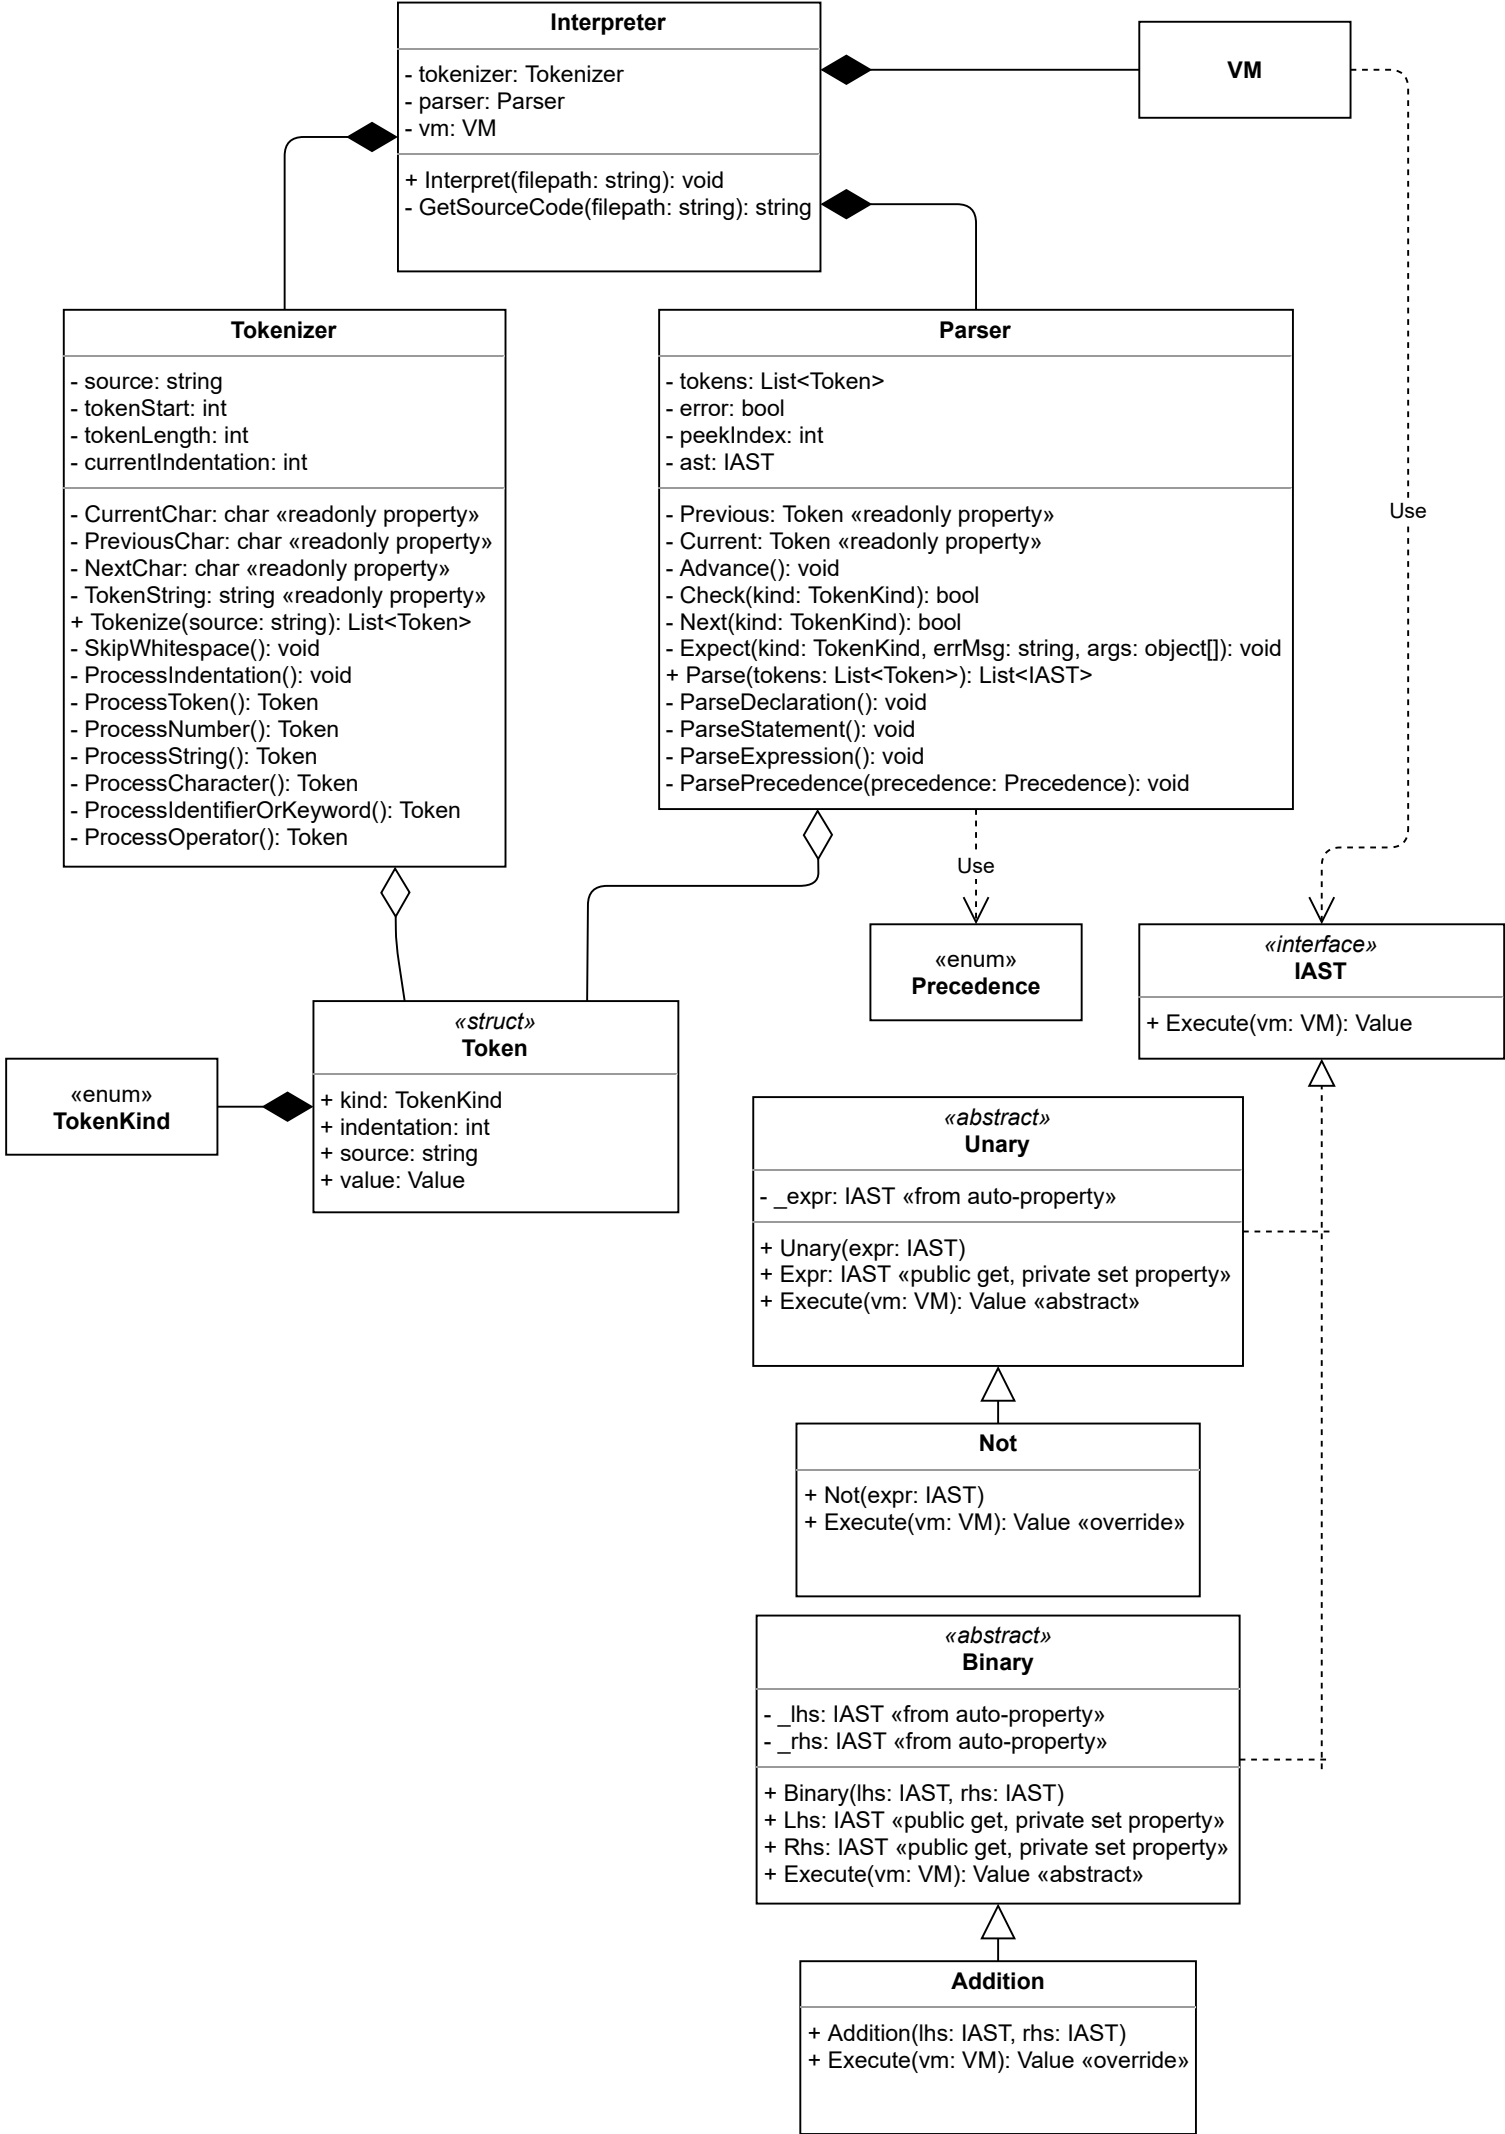 Interpreter
- tokenizer: Tokenizer
- parser: Parser
- vm: VM
+ Interpret(filepath: string): void
- GetSourceCode(filepath: string): string
VM
Use
Tokenizer
- source: string
- tokenStart: int
- tokenLength: int
- currentIndentation: int
- CurrentChar: char «readonly property»
- PreviousChar: char «readonly property»
- NextChar: char «readonly property»
- TokenString: string «readonly property»
+ Tokenize(source: string): List<Token>
- SkipWhitespace(): void
- ProcessIndentation(): void
- ProcessToken(): Token
- ProcessNumber(): Token
- ProcessString(): Token
- ProcessCharacter(): Token
- ProcessIdentifierOrKeyword(): Token
- ProcessOperator(): Token
Parser
- tokens: List<Token>
- error: bool
- peekIndex: int
- ast: IAST
- Previous: Token «readonly property»
- Current: Token «readonly property»
- Advance(): void
- Check(kind: TokenKind): bool
- Next(kind: TokenKind): bool
- Expect(kind: TokenKind, errMsg: string, args: object[]): void
+ Parse(tokens: List<Token>): List<IAST>
- ParseDeclaration(): void
- ParseStatement(): void
- ParseExpression(): void
- ParsePrecedence(precedence: Precedence): void
Use
«enum»
Precedence
«interface»
IAST
+ Execute(vm: VM): Value
«struct»
Token
+ kind: TokenKind
+ indentation: int
+ source: string
+ value: Value
«enum»
TokenKind
«abstract»
Unary
- _expr: IAST «from auto-property»
+ Unary(expr: IAST)
+ Expr: IAST «public get, private set property»
+ Execute(vm: VM): Value «abstract»
Not
+ Not(expr: IAST)
+ Execute(vm: VM): Value «override»
«abstract»
Binary
- _lhs: IAST «from auto-property»
- _rhs: IAST «from auto-property»
+ Binary(lhs: IAST, rhs: IAST)
+ Lhs: IAST «public get, private set property»
+ Rhs: IAST «public get, private set property»
+ Execute(vm: VM): Value «abstract»
Addition
+ Addition(lhs: IAST, rhs: IAST)
+ Execute(vm: VM): Value «override»